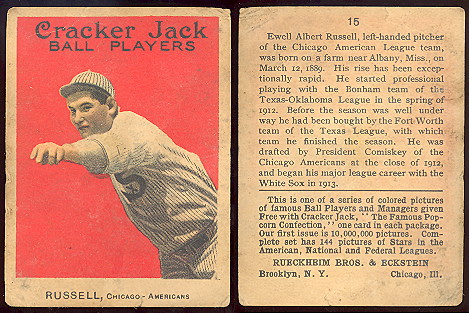 Cracker Jack
BALL PLAYERS
RUSSELL, CHICAGO - AMERICANS
15
Ewell Albert Russell, left-handed pitcher
of the Chicago American League team,
was born on a farm near Albany, Miss., on
March 12, 1889. His rise has been excep-
tionally rapid. He started professional
playing with the Bonham team of the
Texas-Oklahoma League in the spring of
1912. Before the season was well under
way he had been bought by the Fort Worth
team of the Texas League, with which
team he finished the season. He was
drafted by President Comiskey of the
Chicago Americans at the close of 1912,
and began his major league career with the
White Sox in 1913.
This is one of a series of colored pictures
of famous Ball Players and Managers given
Free with Cracker Jack, "The Famous Pop-
corn Confection," one card in each package.
Our first issue is 10,000,000 pictures. Com-
plete set has 144 pictures of Stars in the
American, National and Federal Leagues.
RUECKHEIM BROS. & ECKSTEIN
Brooklyn, N. Y. Chicago, Ill.